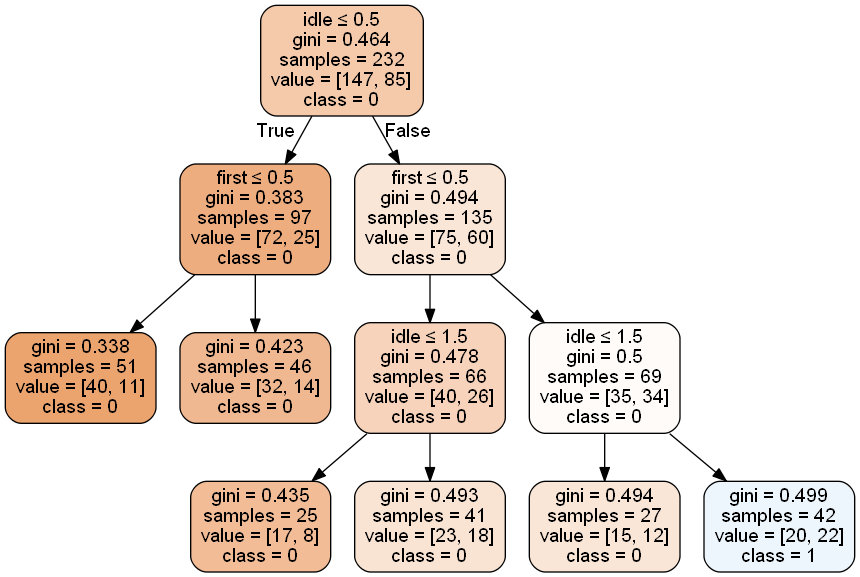 idle ≤ 0.5
gini = 0.464
samples = 232
value = [147, 85]
class = 0
True
False
first ≤ 0.5
gini = 0.383
samples = 97
value = [72, 25]
class = 0
first ≤ 0.5
gini = 0.494
samples = 135
value = [75, 60]
class = 0
gini = 0.338
samples = 51
value = [40, 11]
class = 0
gini = 0.423
samples = 46
value = [32, 14]
class = 0
idle ≤ 1.5
gini = 0.478
samples = 66
value = [40, 26]
class = 0
idle ≤ 1.5
gini = 0.5
samples = 69
value = [35, 34]
class = 0
gini = 0.435
samples = 25
value = [17, 8]
class = 0
gini = 0.493
samples = 41
value = [23, 18]
class = 0
gini = 0.494
samples = 27
value = [15, 12]
class = 0
gini = 0.499
samples = 42
value = [20, 22]
class = 1